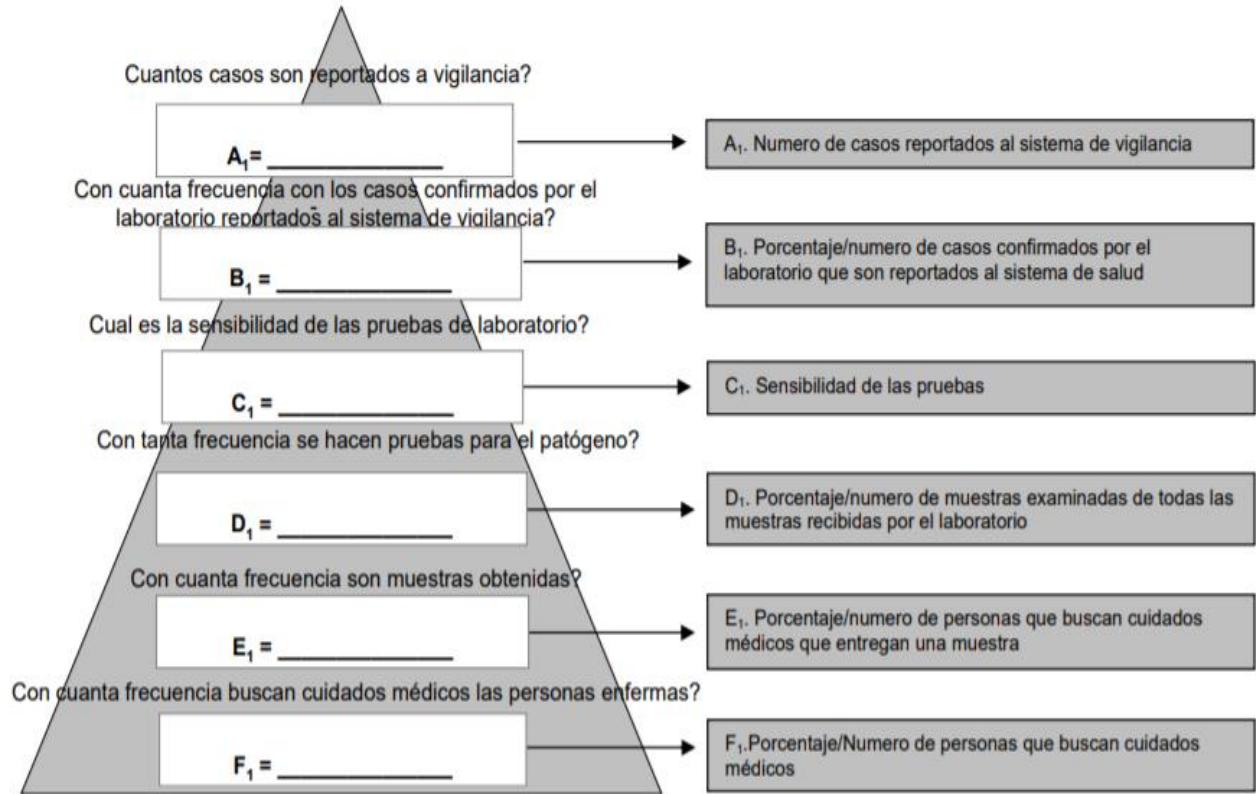 Cuantos casos son reportados a vigilancia?
A₁= _______________
A₁. Numero de casos reportados al sistema de vigilancia
Con cuanta frecuencia con los casos confirmados por el
laboratorio reportados al sistema de vigilancia?
B₁ = _______________
B₁. Porcentaje/numero de casos confirmados por el
laboratorio que son reportados al sistema de salud
Cual es la sensibilidad de las pruebas de laboratorio?
C₁ = _______________
C₁. Sensibilidad de las pruebas
Con tanta frecuencia se hacen pruebas para el patógeno?
D₁ = _______________
D₁. Porcentaje/numero de muestras examinadas de todas las
muestras recibidas por el laboratorio
Con cuanta frecuencia son muestras obtenidas?
E₁ = _______________
E₁. Porcentaje/numero de personas que buscan cuidados
médicos que entregan una muestra
Con cuanta frecuencia buscan cuidados médicos las personas enfermas?
F₁ = _______________
F₁.Porcentaje/Numero de personas que buscan cuidados
médicos